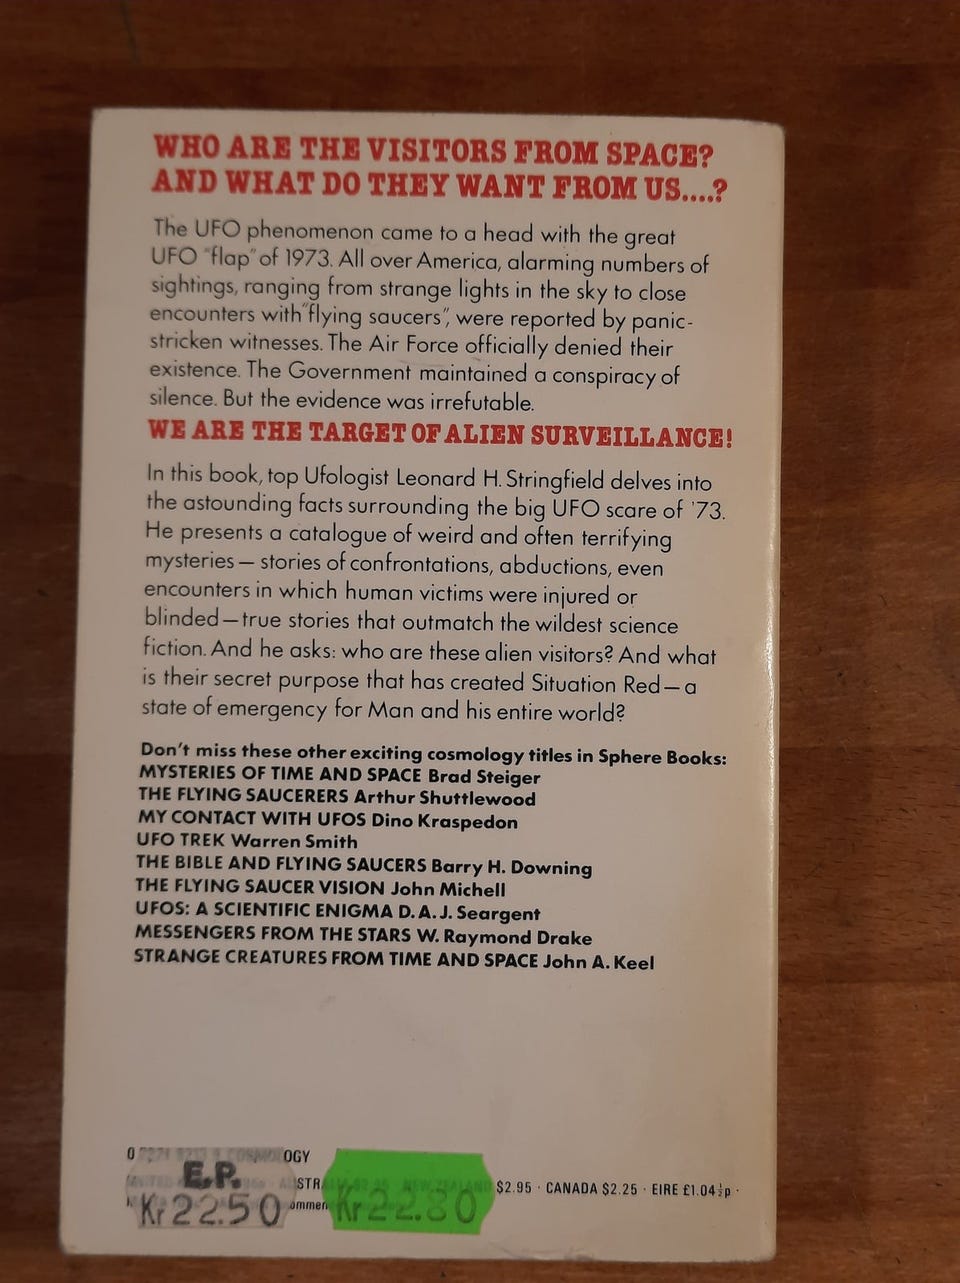 WHO ARE THE VISITORS FROM SPACE?
AND WHAT DO THEY WANT FROM US....?
The UFO phenomenon came to a head with the great
UFO "flap" of 1973. All over America, alarming numbers of
sightings, ranging from strange lights in the sky to close
encounters with "flying saucers", were reported by panic-
stricken witnesses. The Air Force officially denied their
existence. The Government maintained a conspiracy of
silence. But the evidence was irrefutable.
WE ARE THE TARGET OF ALIEN SURVEILLANCE!
In this book, top Ufologist Leonard H. Stringfield delves into
the astounding facts surrounding the big UFO scare of '73.
He presents a catalogue of weird and often terrifying
mysteries — stories of confrontations, abductions, even
encounters in which human victims were injured or
blinded — true stories that outmatch the wildest science
fiction. And he asks: who are these alien visitors? And what
is their secret purpose that has created Situation Red — a
state of emergency for Man and his entire world?
Don't miss these other exciting cosmology titles in Sphere Books:
MYSTERIES OF TIME AND SPACE Brad Steiger
THE FLYING SAUCERERS Arthur Shuttlewood
MY CONTACT WITH UFOS Dino Kraspedon
UFO TREK Warren Smith
THE BIBLE AND FLYING SAUCERS Barry H. Downing
THE FLYING SAUCER VISION John Michell
UFOS: A SCIENTIFIC ENIGMA D. A. J. Seargent
MESSENGERS FROM THE STARS W. Raymond Drake
STRANGE CREATURES FROM TIME AND SPACE John A. Keel
COSMOLOGY
E.P.
NEW ZEALAND $2.95 · CANADA $2.25 · EIRE £1.04½p ·
Kr 22.50
Kr 22.80